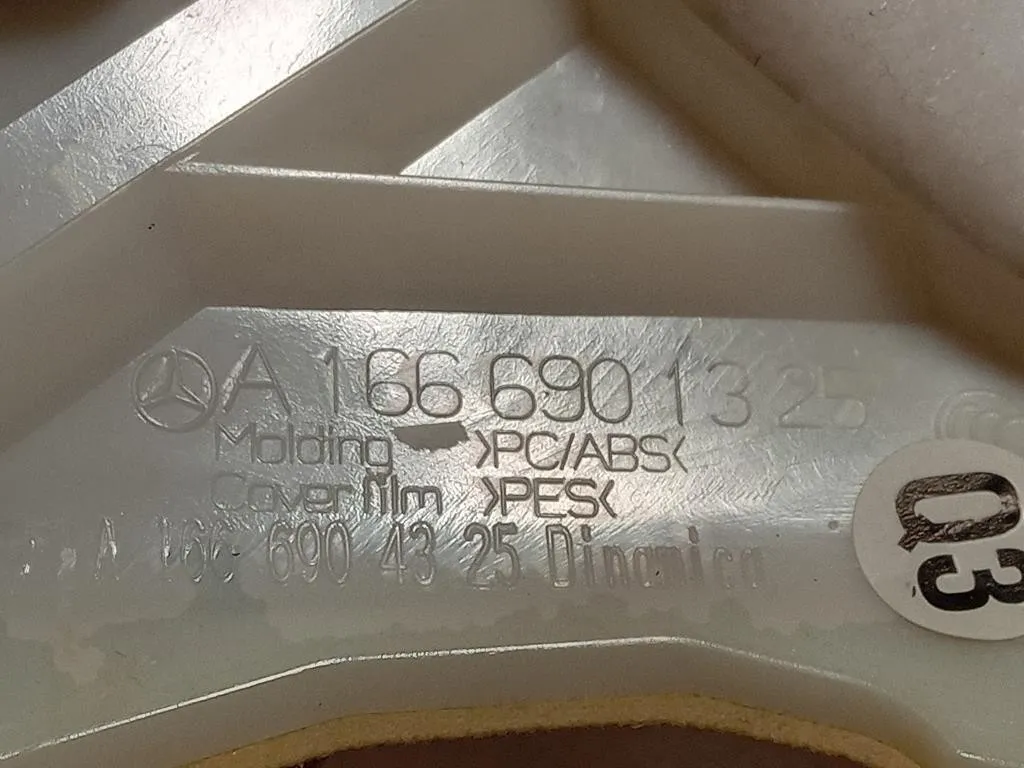 A 166 690 13 25
Molding >PC/ABS<
Cover film >PES<
A 166 690 43 25 Dinamica
Q3